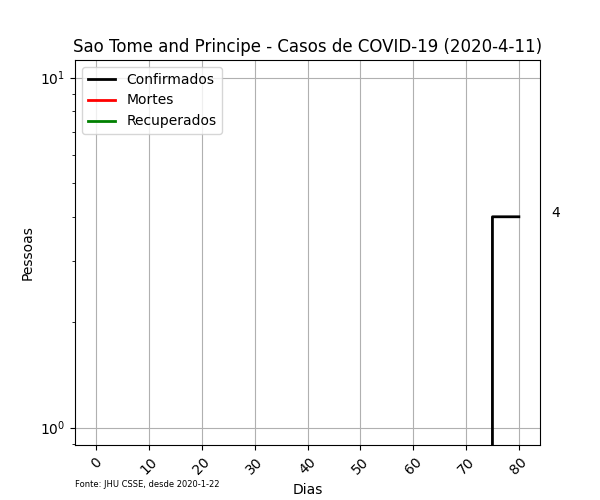 Sao Tome and Principe - Casos de COVID-19 (2020-4-11)
Confirmados
Mortes
Recuperados
10¹
10⁰
Pessoas
4
0 10 20 30 40 50 60 70 80
Dias
Fonte: JHU CSSE, desde 2020-1-22